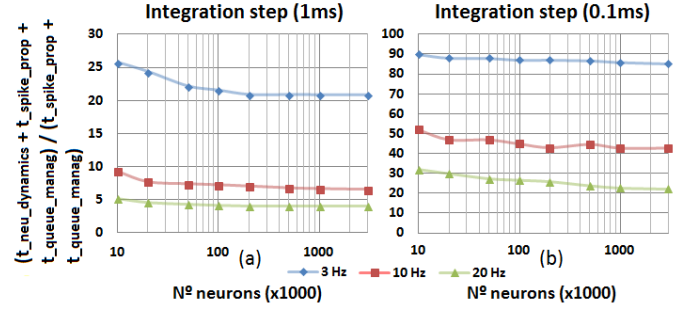 Integration step (1ms)
Integration step (0.1ms)
(t_neu_dynamics + t_spike_prop +
t_queue_manag) / (t_spike_prop +
t_queue_manag)
30
25
20
15
10
5
0
10
100
1000
(a)
Nº neurons (x1000)
100
90
80
70
60
50
40
30
20
10
0
10
100
1000
(b)
Nº neurons (x1000)
3 Hz
10 Hz
20 Hz